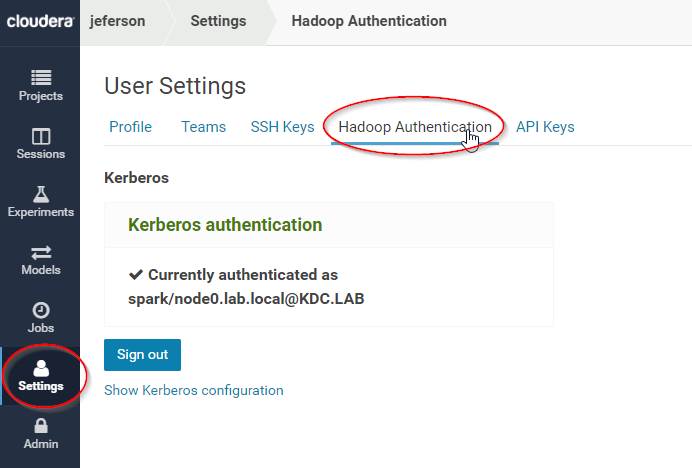 cloudera
jeferson Settings Hadoop Authentication
Projects
Sessions
Experiments
Models
Jobs
Settings
Admin
User Settings
Profile Teams SSH Keys Hadoop Authentication API Keys
Kerberos
Kerberos authentication
Currently authenticated as
spark/node0.lab.local@KDC.LAB
Sign out
Show Kerberos configuration